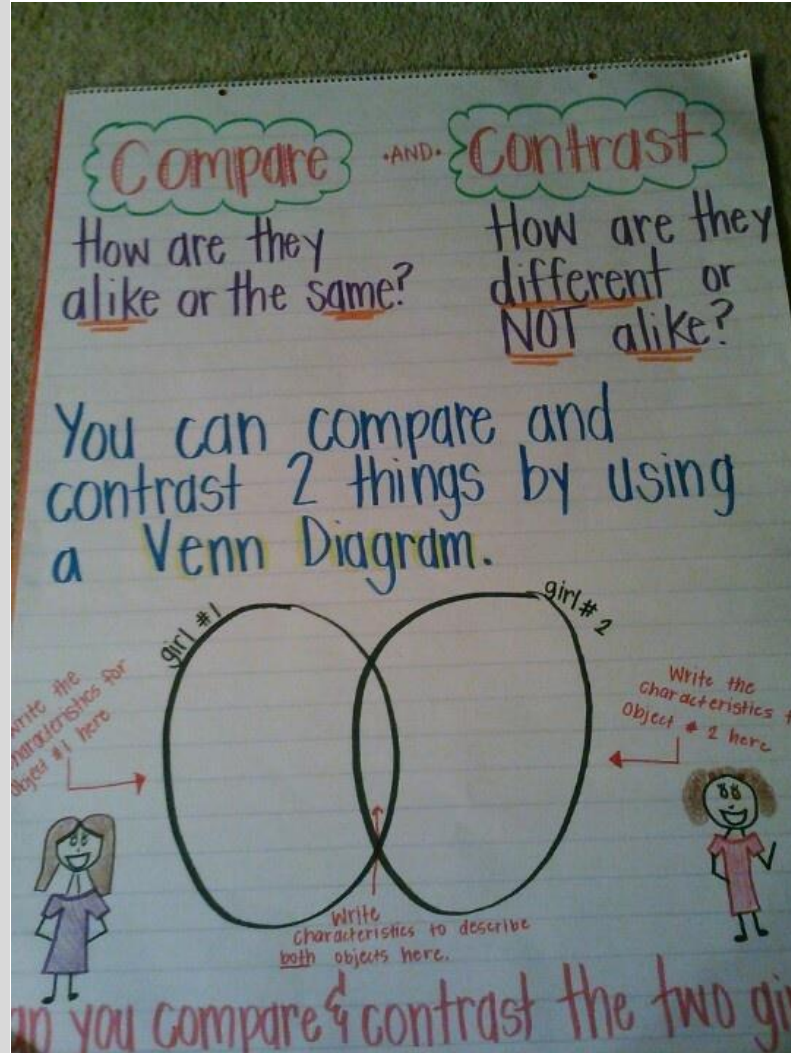 Compare •AND• Contrast
How are they
alike or the same?
How are they
different or
NOT alike?
You can compare and
contrast 2 things by using
a Venn Diagram.
girl #1
girl # 2
write the
characteristics for
object #1 here
Write the
characteristics
object # 2 here
Write
characteristics to describe
both objects here.
you compare & contrast the two